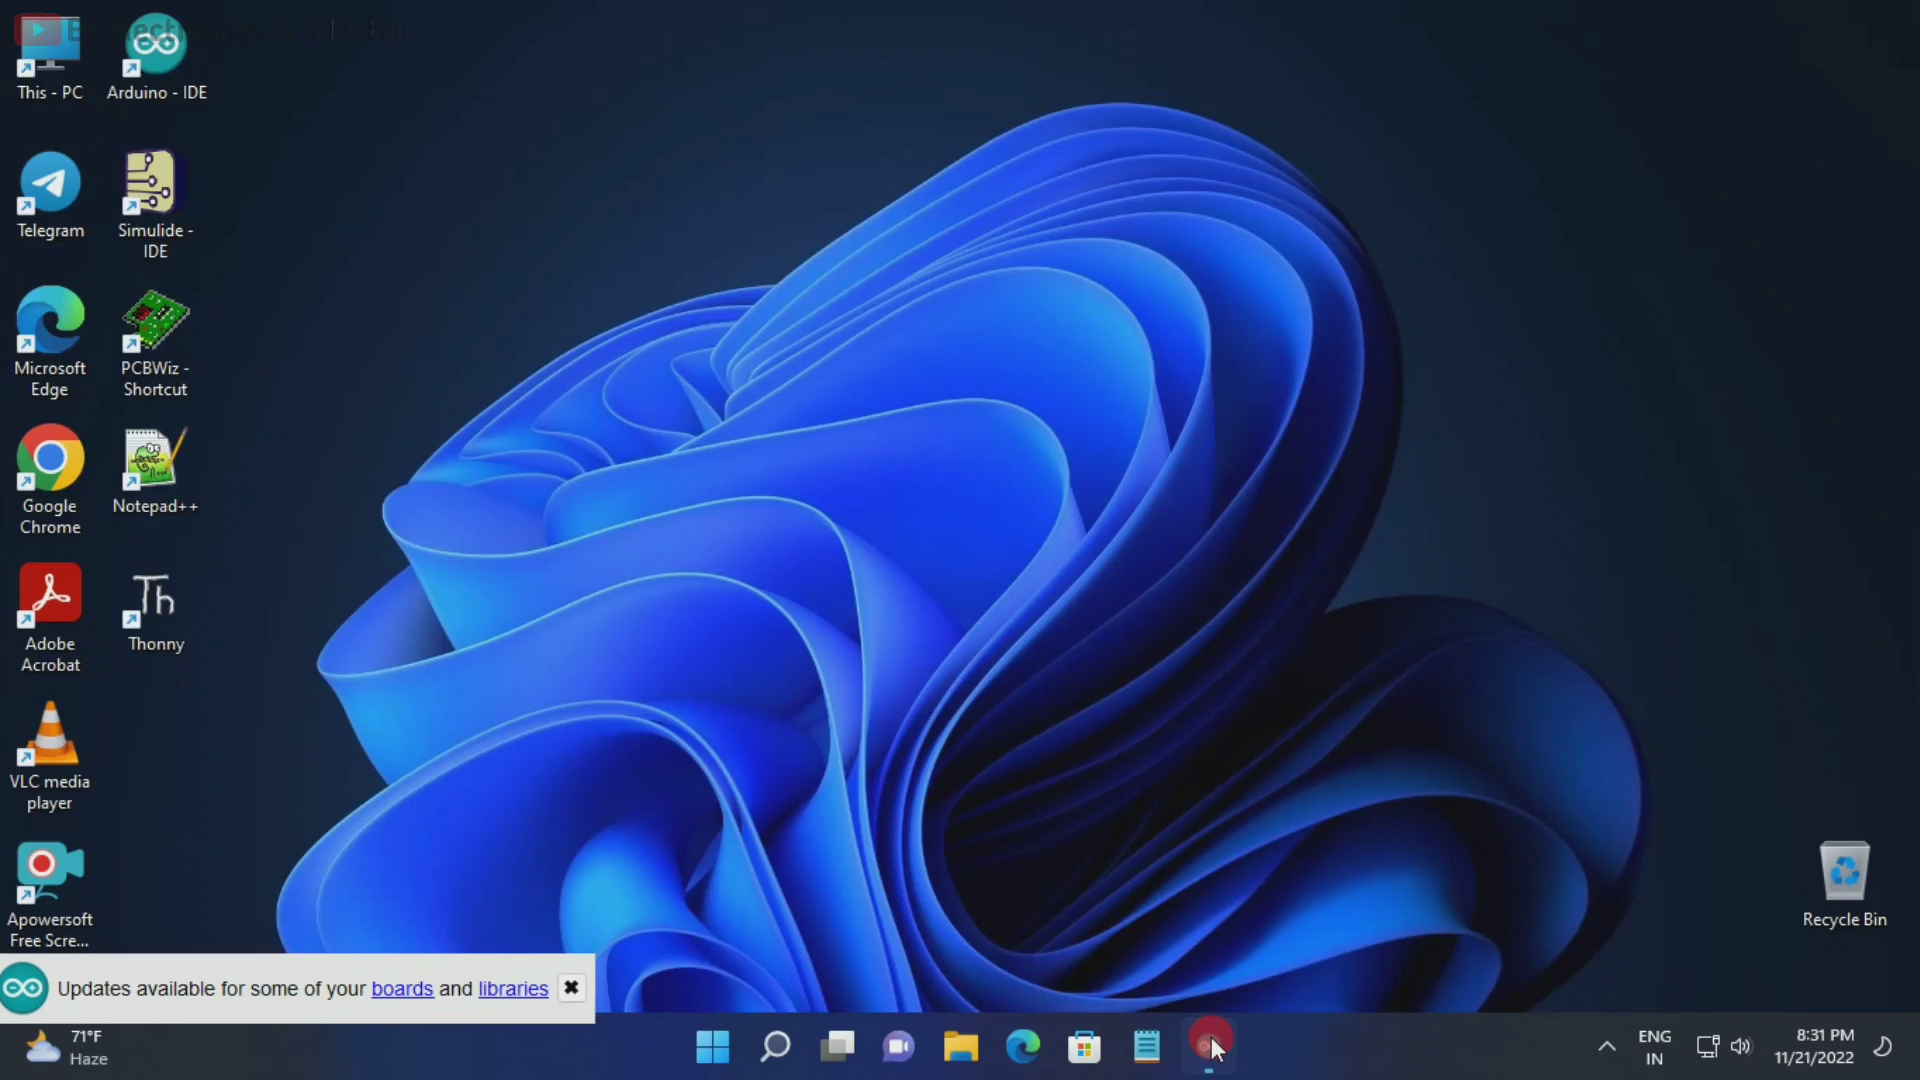 This - PC
Arduino - IDE
Telegram
Simulide -
IDE
Microsoft
Edge
PCBWiz -
Shortcut
Google
Chrome
Notepad++
Adobe
Acrobat
Th
Thonny
VLC media
player
Apowersoft
Free Scre...
Recycle Bin
Updates available for some of your boards and libraries
71°F
Haze
ENG
IN
8:31 PM
11/21/2022